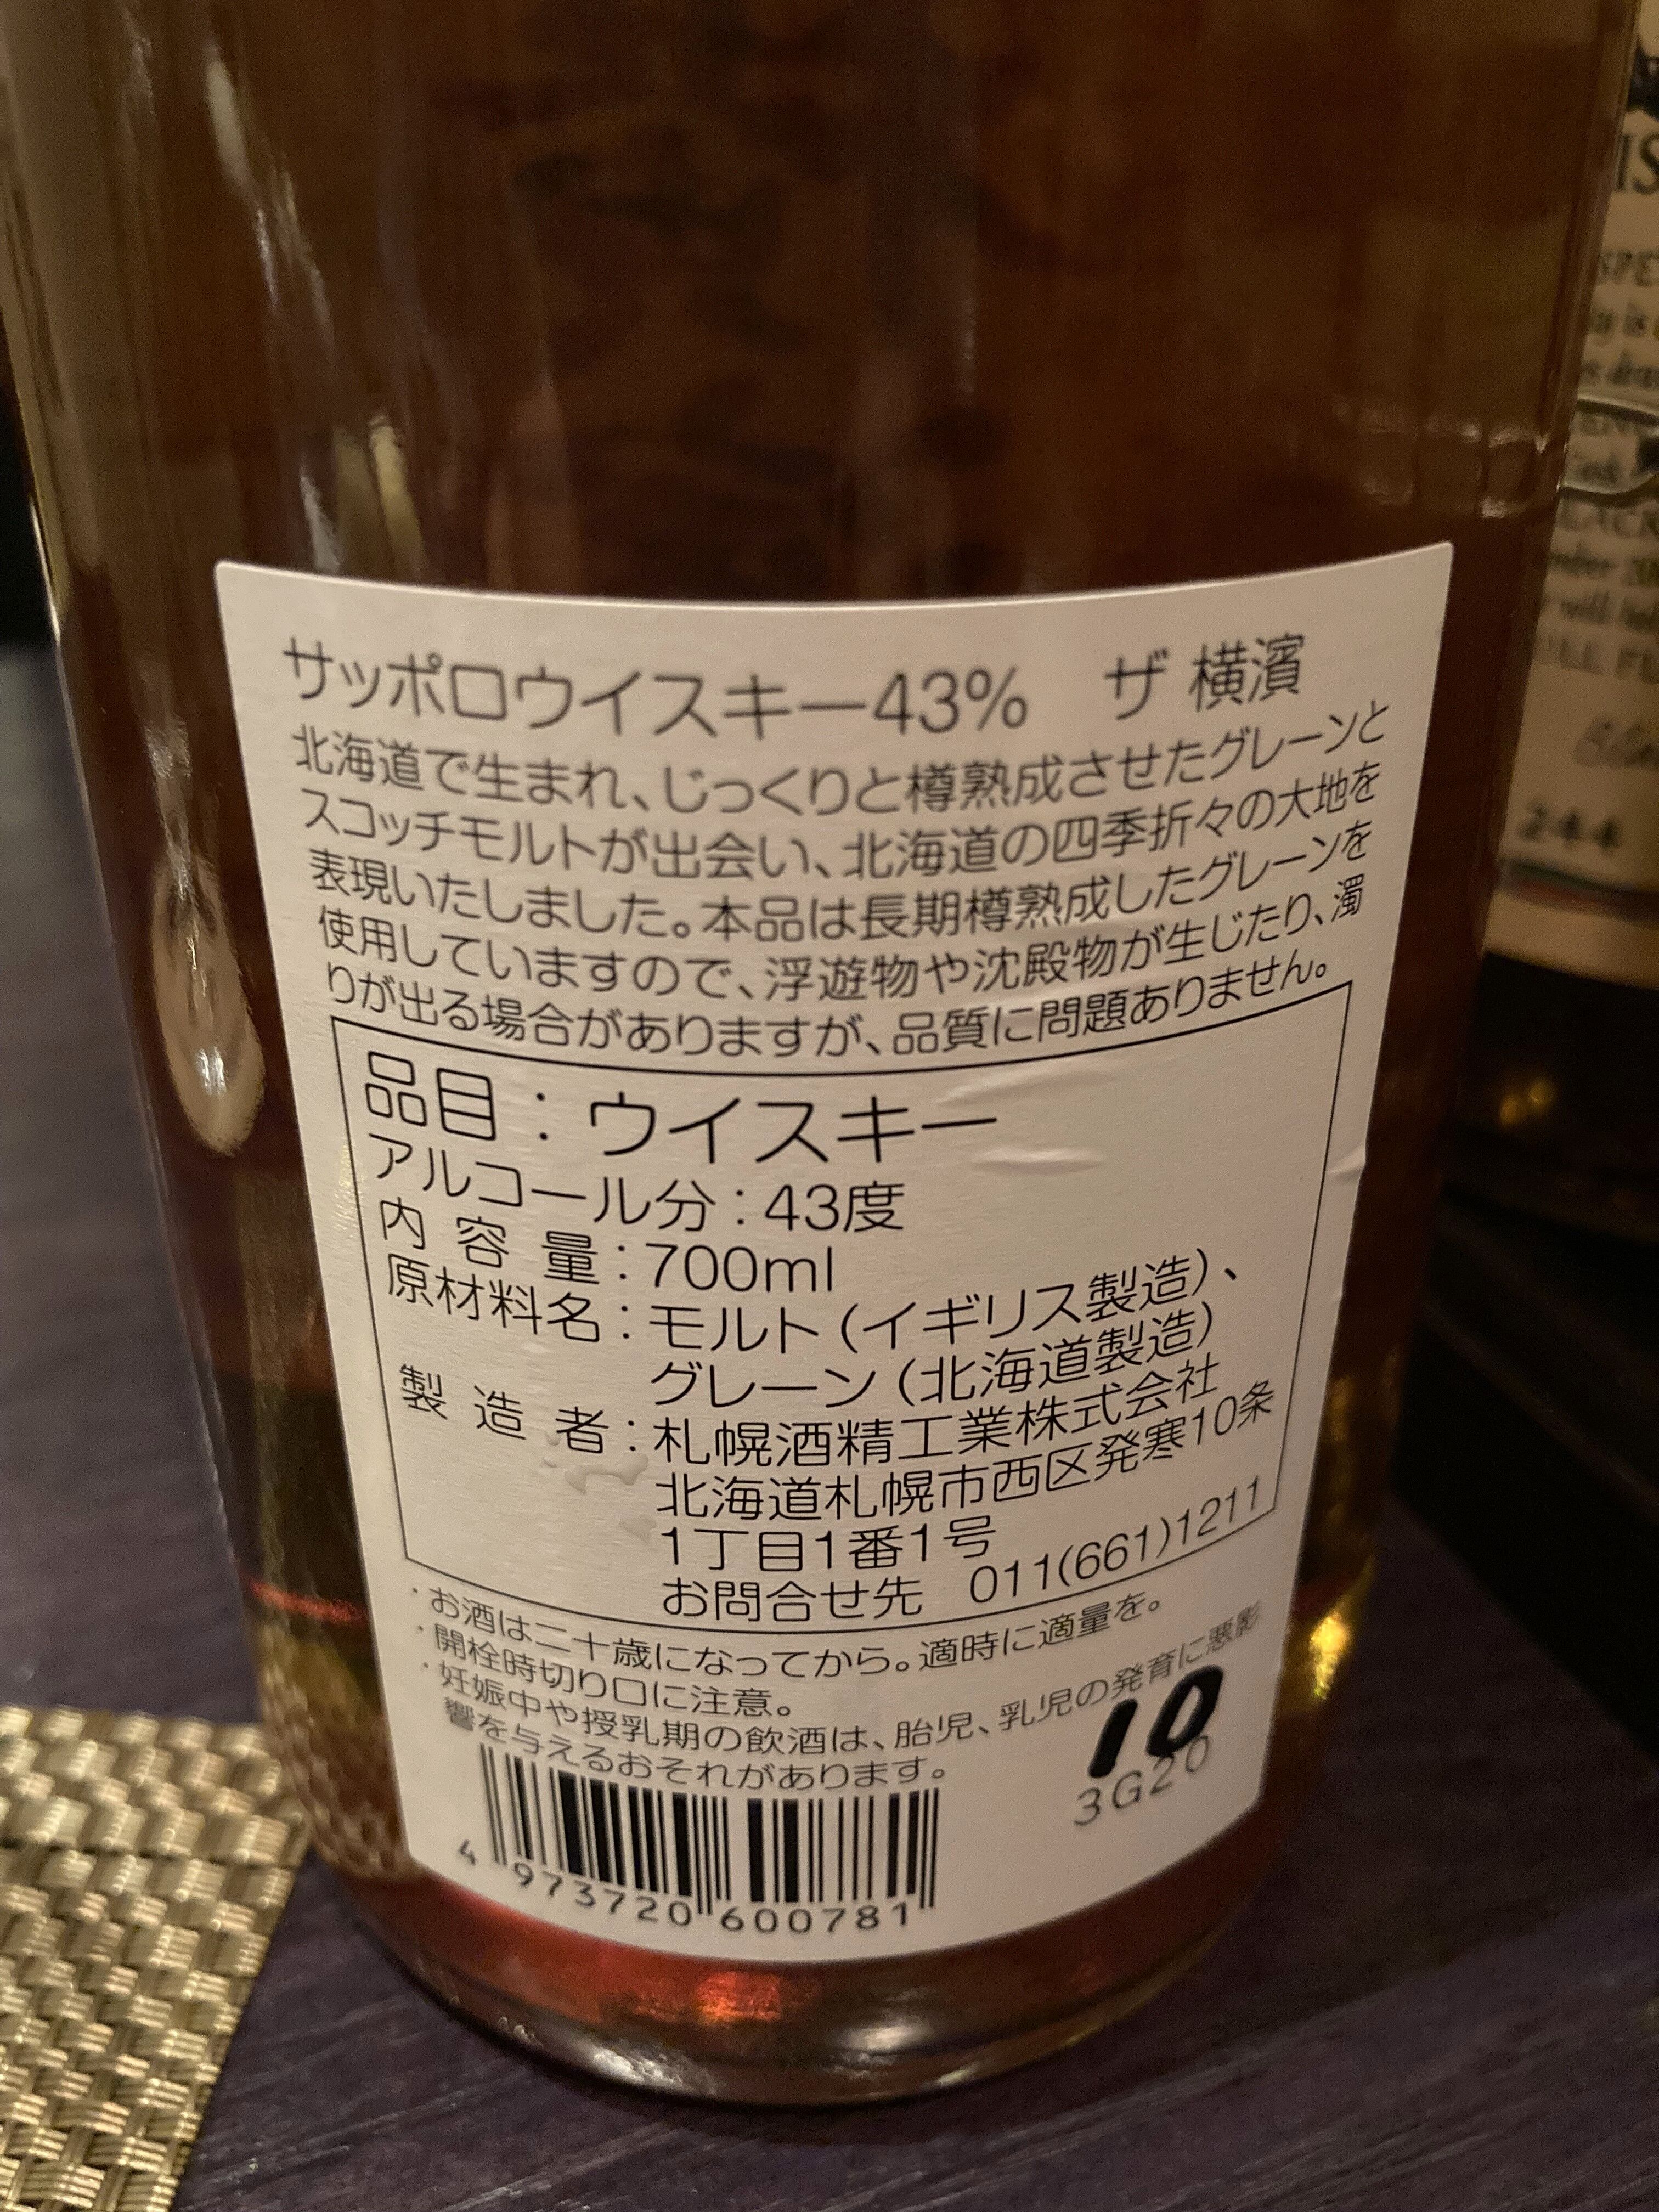 サッポロウイスキー43%　ザ 横濱
北海道で生まれ、じっくりと樽熟成させたグレーンと
スコッチモルトが出会い、北海道の四季折々の大地を
表現いたしました。本品は長期樽熟成したグレーンを
使用していますので、浮遊物や沈殿物が生じたり、濁
りが出る場合がありますが、品質に問題ありません。
品目：ウイスキー
アルコール分：43度
内容量：700ml
原材料名：モルト（イギリス製造）、
グレーン（北海道製造）
製造者：札幌酒精工業株式会社
北海道札幌市西区発寒10条
1丁目1番1号
お問合せ先　011(661)1211
・お酒は二十歳になってから。適時に適量を。
・開栓時切り口に注意。
・妊娠中や授乳期の飲酒は、胎児、乳児の発育に悪影
響を与えるおそれがあります。
10
3G20
4 973720 600781
244